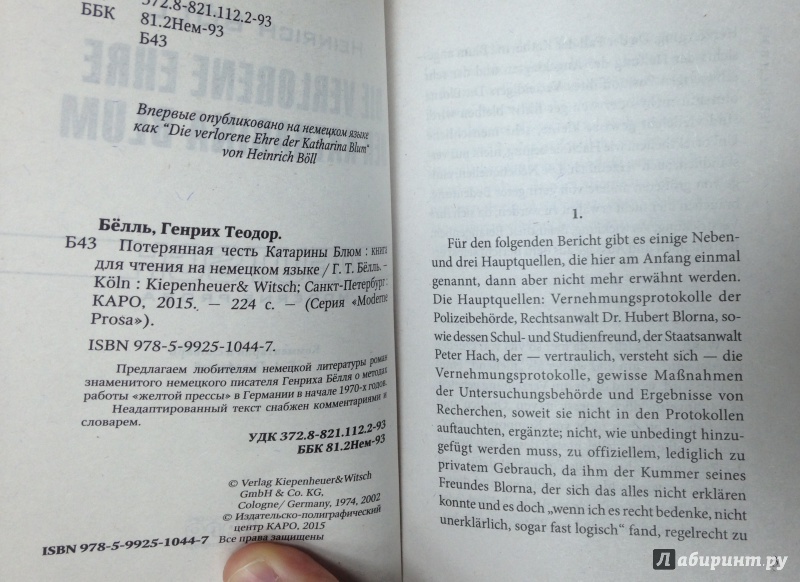 372.8-821.112.2-93
ББК 81.2Нем-93
Б43
Впервые опубликовано на немецком языке
как "Die verlorene Ehre der Katharina Blum"
von Heinrich Böll
Бёлль, Генрих Теодор.
Б43 Потерянная честь Катарины Блюм : книга
для чтения на немецком языке / Г. Т. Бёлль. –
Köln : Kiepenheuer& Witsch; Санкт-Петербург :
КАРО, 2015. — 224 с. — (Серия «Moderne
Prosa»).
ISBN 978-5-9925-1044-7.
Предлагаем любителям немецкой литературы роман
знаменитого немецкого писателя Генриха Бёлля о методах
работы «желтой прессы» в Германии в начале 1970-х годов.
Неадаптированный текст снабжен комментариями и
словарем.
УДК 372.8-821.112.2-93
ББК 81.2Нем-93
© Verlag Kiepenheuer&Witsch
GmbH & Co. KG,
Cologne/ Germany, 1974, 2002
© Издательско-полиграфический
центр КАРО, 2015
ISBN 978-5-9925-1044-7 Все права защищены
1.
Für den folgenden Bericht gibt es einige Neben-
und drei Hauptquellen, die hier am Anfang einmal
genannt, dann aber nicht mehr erwähnt werden.
Die Hauptquellen: Vernehmungsprotokolle der
Polizeibehörde, Rechtsanwalt Dr. Hubert Blorna, so-
wie dessen Schul- und Studienfreund, der Staatsanwalt
Peter Hach, der — vertraulich, versteht sich — die
Vernehmungsprotokolle, gewisse Maßnahmen
der Untersuchungsbehörde und Ergebnisse von
Recherchen, soweit sie nicht in den Protokollen
auftauchten, ergänzte; nicht, wie unbedingt hinzu-
gefügt werden muss, zu offiziellem, lediglich zu
privatem Gebrauch, da ihm der Kummer seines
Freundes Blorna, der sich das alles nicht erklären
konnte und es doch „wenn ich es recht bedenke, nicht
unerklärlich, sogar fast logisch" fand, regelrecht zu
Лабиринт.ру